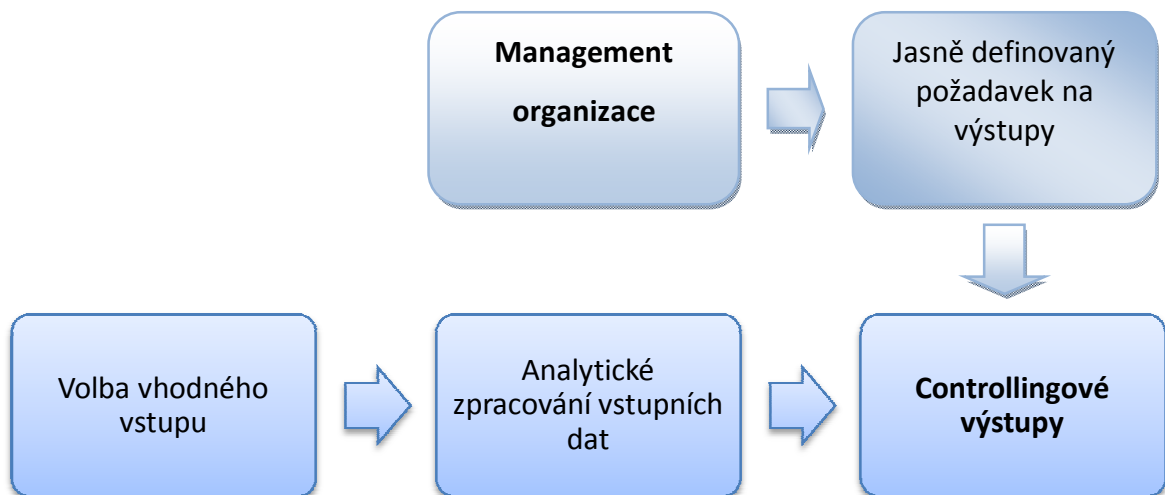 Management
organizace
Jasně definovaný
požadavek na
výstupy
Volba vhodného
vstupu
Analytické
zpracování vstupních
dat
Controllingové
výstupy